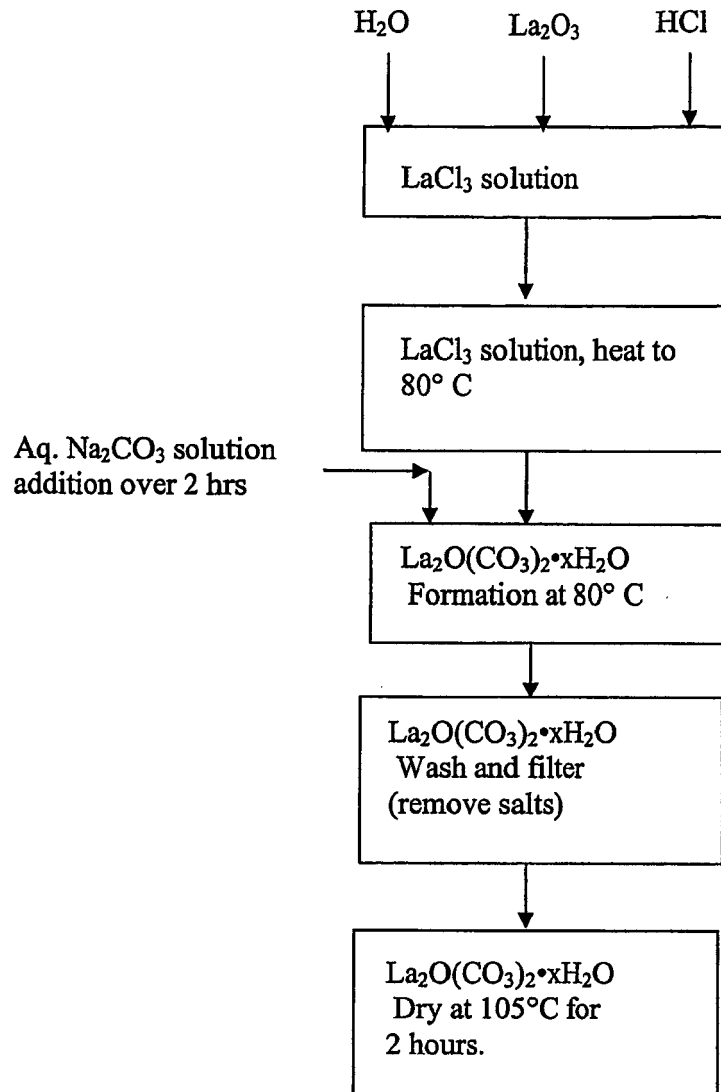 H₂O La₂O₃ HCl
LaCl₃ solution
LaCl₃ solution, heat to
80° C
Aq. Na₂CO₃ solution
addition over 2 hrs
La₂O(CO₃)₂•xH₂O
Formation at 80° C
La₂O(CO₃)₂•xH₂O
Wash and filter
(remove salts)
La₂O(CO₃)₂•xH₂O
Dry at 105°C for
2 hours.